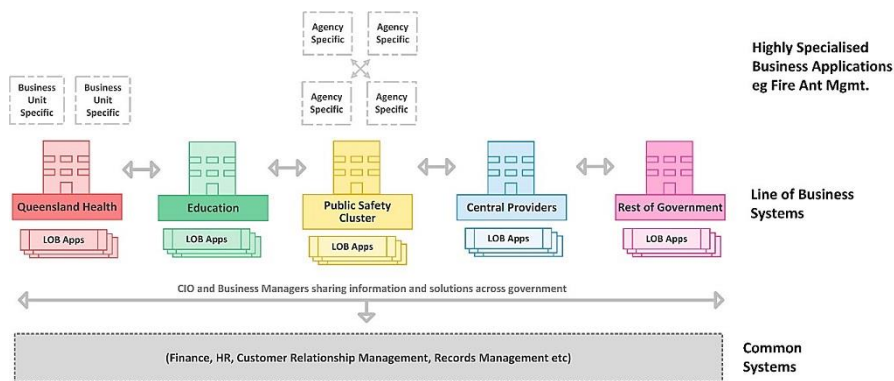 Agency
Specific
Agency
Specific
Highly Specialised
Business Applications
eg Fire Ant Mgmt.
Business
Unit
Specific
Business
Unit
Specific
Agency
Specific
Agency
Specific
Queensland Health
Education
Public Safety
Cluster
Central Providers
Rest of Government
Line of Business
Systems
LOB Apps
LOB Apps
LOB Apps
LOB Apps
LOB Apps
CIO and Business Managers sharing information and solutions across government
(Finance, HR, Customer Relationship Management, Records Management etc)
Common
Systems